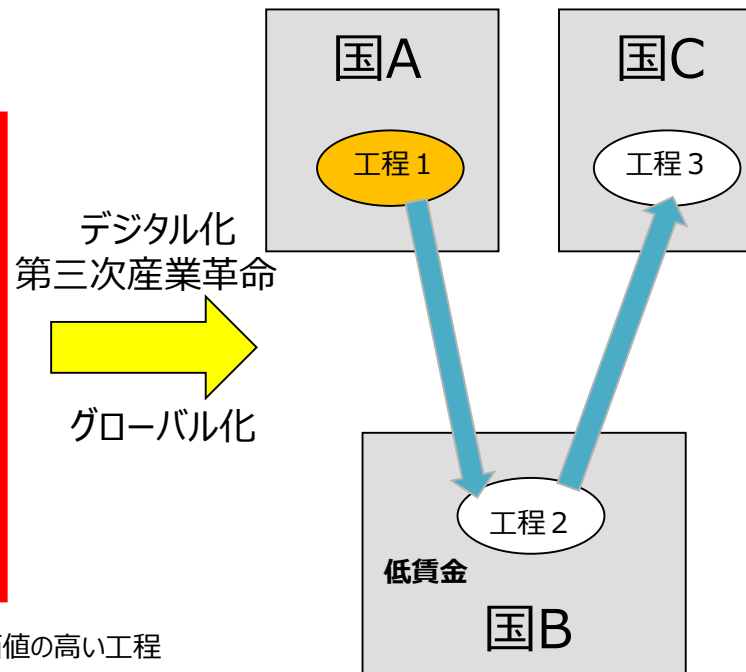 国A
国C
工程1
工程3
デジタル化
第三次産業革命
グローバル化
工程2
低賃金
国B
値の高い工程